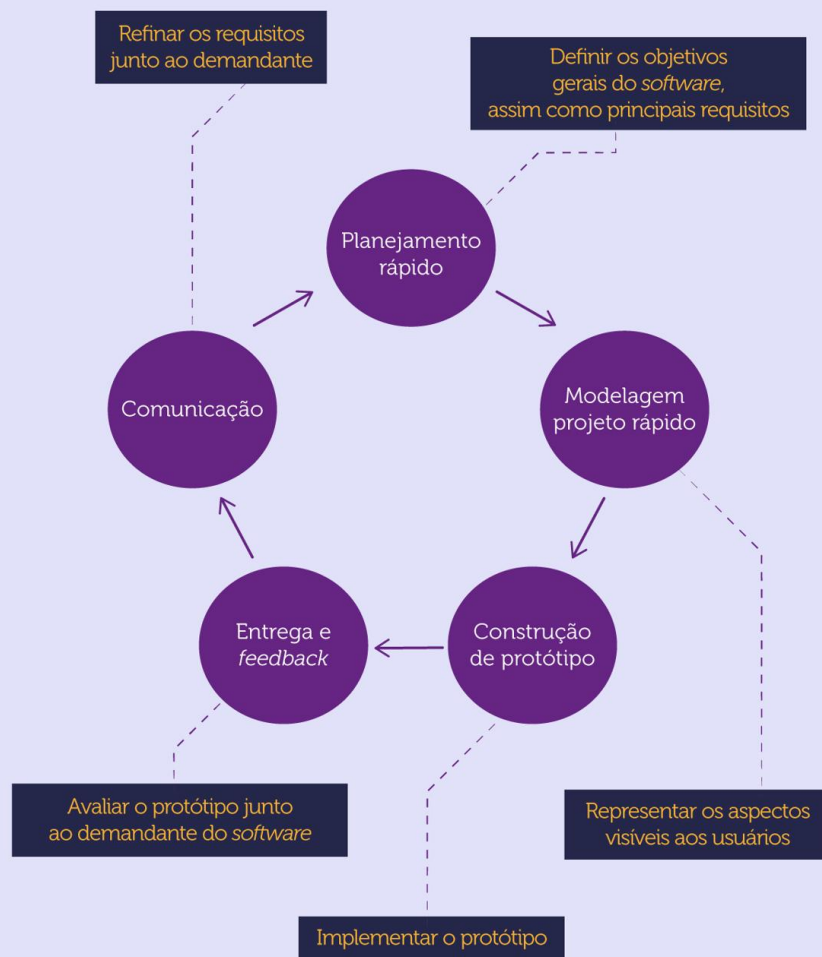 Refinar os requisitos
junto ao demandante
Definir os objetivos
gerais do software,
assim como principais requisitos
Planejamento
rápido
Comunicação
Modelagem
projeto rápido
Entrega e
feedback
Construção
de protótipo
Avaliar o protótipo junto
ao demandante do software
Representar os aspectos
visíveis aos usuários
Implementar o protótipo